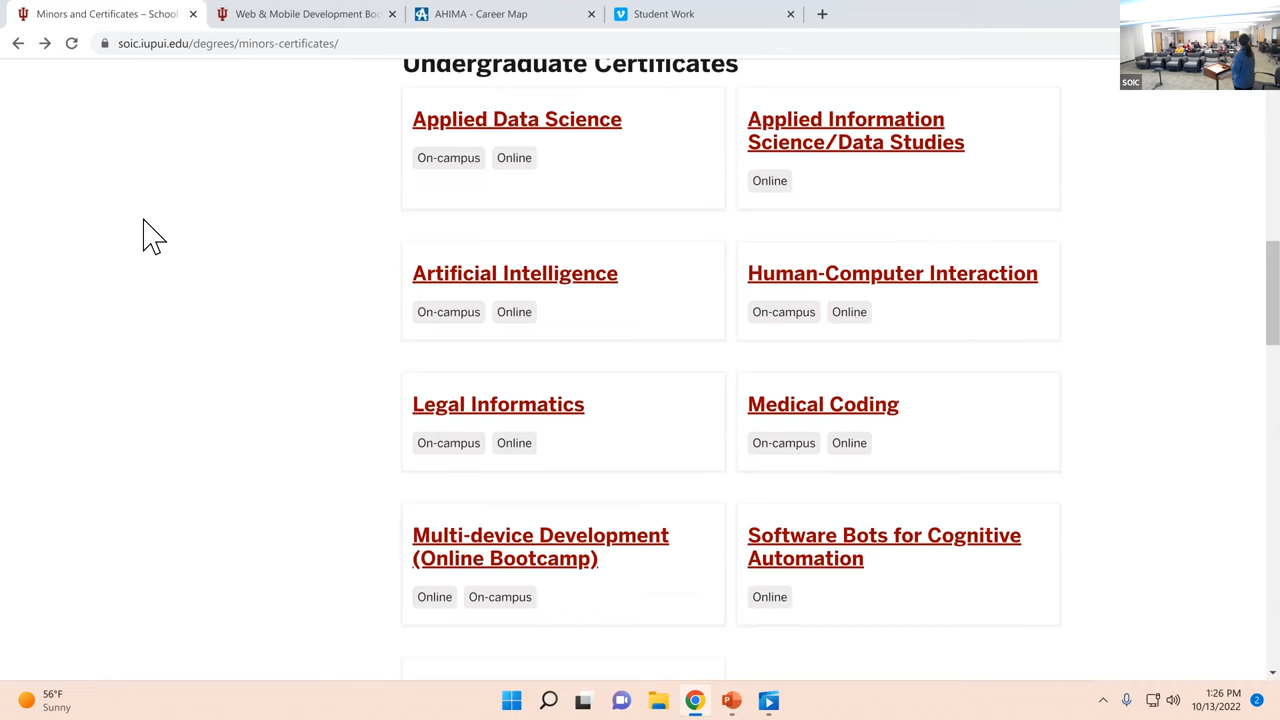 Minors and Certificates – School
Web & Mobile Development Boo
AHIMA - Career Map
Student Work
soic.iupui.edu/degrees/minors-certificates/
SOIC
Undergraduate Certificates
Applied Data Science
On-campus Online
Applied Information
Science/Data Studies
Online
Artificial Intelligence
On-campus Online
Human-Computer Interaction
On-campus Online
Legal Informatics
On-campus Online
Medical Coding
On-campus Online
Multi-device Development
(Online Bootcamp)
Online On-campus
Software Bots for Cognitive
Automation
Online
56°F
Sunny
1:26 PM
10/13/2022
2